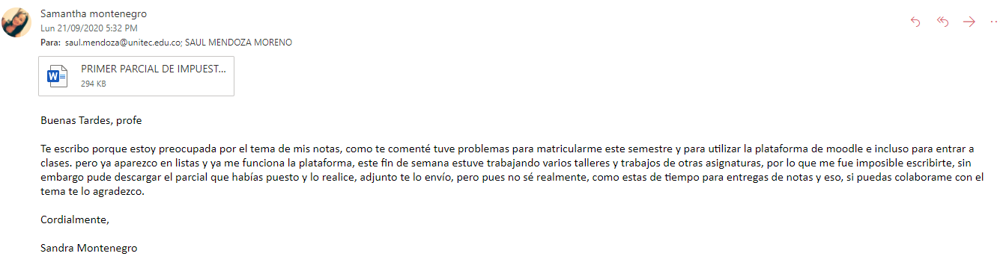 Samantha montenegro
Lun 21/09/2020 5:32 PM
Para: saul.mendoza@unitec.edu.co; SAUL MENDOZA MORENO
PRIMER PARCIAL DE IMPUEST...
294 KB
Buenas Tardes, profe
Te escribo porque estoy preocupada por el tema de mis notas, como te comenté tuve problemas para matricularme este semestre y para utilizar la plataforma de moodle e incluso para entrar a
clases. pero ya aparezco en listas y ya me funciona la plataforma, este fin de semana estuve trabajando varios talleres y trabajos de otras asignaturas, por lo que me fue imposible escribirte, sin
embargo pude descargar el parcial que habías puesto y lo realice, adjunto te lo envío, pero pues no sé realmente, como estas de tiempo para entregas de notas y eso, si puedas colaborame con el
tema te lo agradezco.
Cordialmente,
Sandra Montenegro